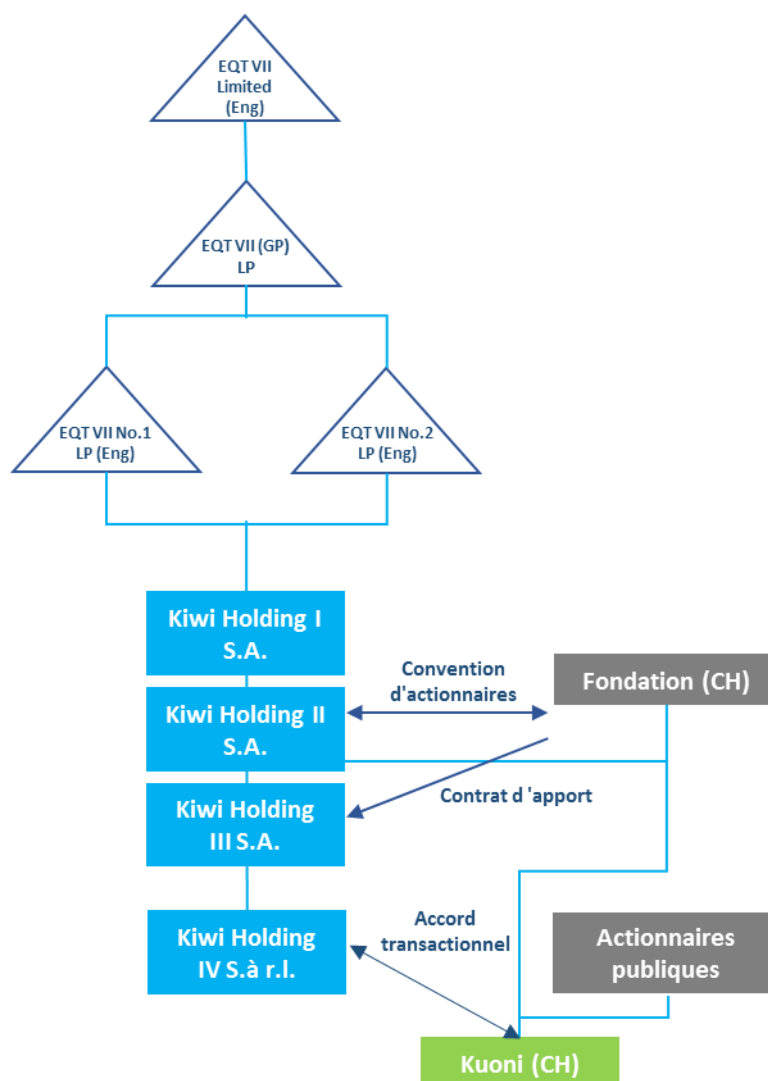 EQT VII
Limited
(Eng)
EQT VII (GP)
LP
EQT VII No.1
LP (Eng)
EQT VII No.2
LP (Eng)
Kiwi Holding I
S.A.
Convention
d'actionnaires
Fondation (CH)
Kiwi Holding II
S.A.
Contrat d 'apport
Kiwi Holding
III S.A.
Accord
transactionnel
Kiwi Holding
IV S.à r.l.
Actionnaires
publiques
Kuoni (CH)